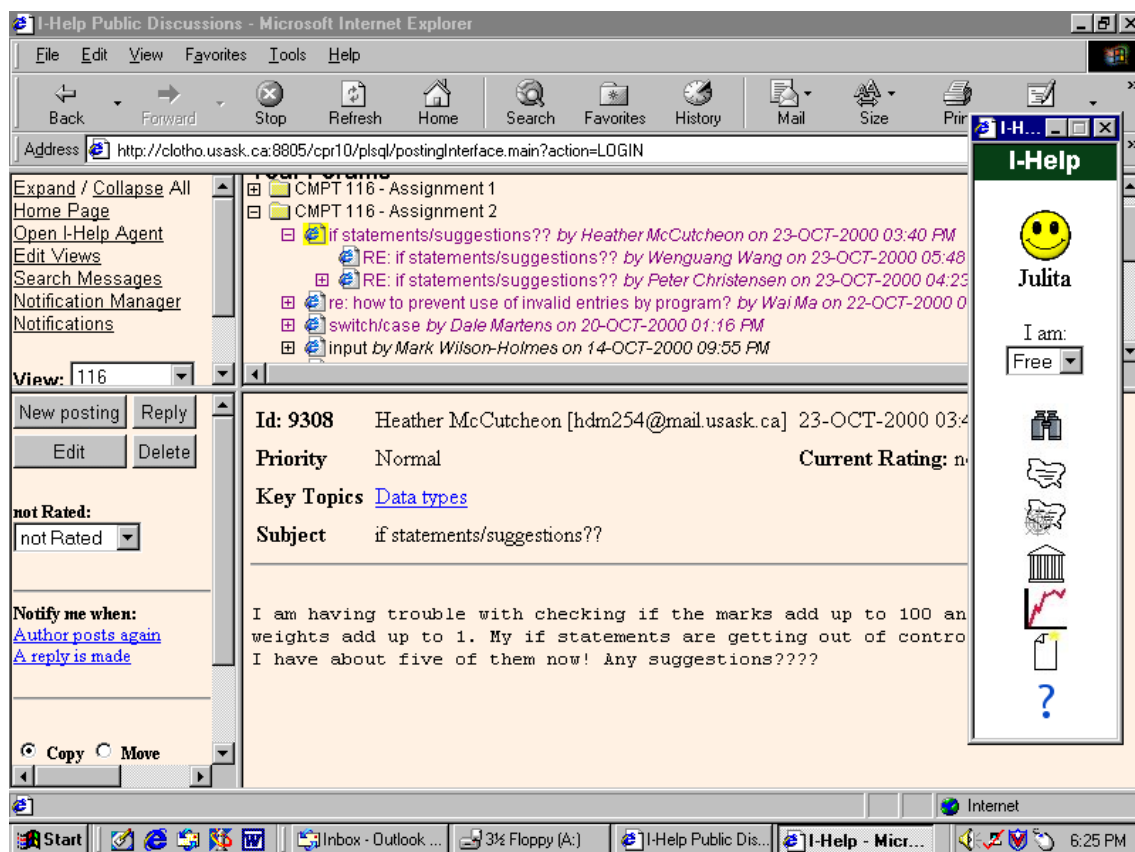 I-Help Public Discussions - Microsoft Internet Explorer
File Edit View Favorites Tools Help
Back Forward Stop Refresh Home Search Favorites History Mail Size
Address http://clotho.usask.ca:8805/cpr10/plsql/postingInterface.main?action=LOGIN
I-H...
I-Help
Julita
I am:
Free
?
Expand / Collapse All
Home Page
Open I-Help Agent
Edit Views
Search Messages
Notification Manager
Notifications
View: 116
Your Forums
CMPT 116 - Assignment 1
CMPT 116 - Assignment 2
if statements/suggestions?? by Heather McCutcheon on 23-OCT-2000 03:40 PM
RE: if statements/suggestions?? by Wenguang Wang on 23-OCT-2000 05:48
RE: if statements/suggestions?? by Peter Christensen on 23-OCT-2000 04:23
re: how to prevent use of invalid entries by program? by Wai Ma on 22-OCT-2000 0
switch/case by Dale Martens on 20-OCT-2000 01:16 PM
input by Mark Wilson-Holmes on 14-OCT-2000 09:55 PM
New posting Reply
Edit Delete
not Rated:
not Rated
Notify me when:
Author posts again
A reply is made
Copy Move
Id: 9308 Heather McCutcheon [hdm254@mail.usask.ca] 23-OCT-2000 03:4
Priority Normal Current Rating: n
Key Topics Data types
Subject if statements/suggestions??
I am having trouble with checking if the marks add up to 100 an
weights add up to 1. My if statements are getting out of contro
I have about five of them now! Any suggestions????
Internet
Start Inbox - Outlook ... 3½ Floppy (A:) I-Help Public Dis... I-Help - Micr... 6:25 PM